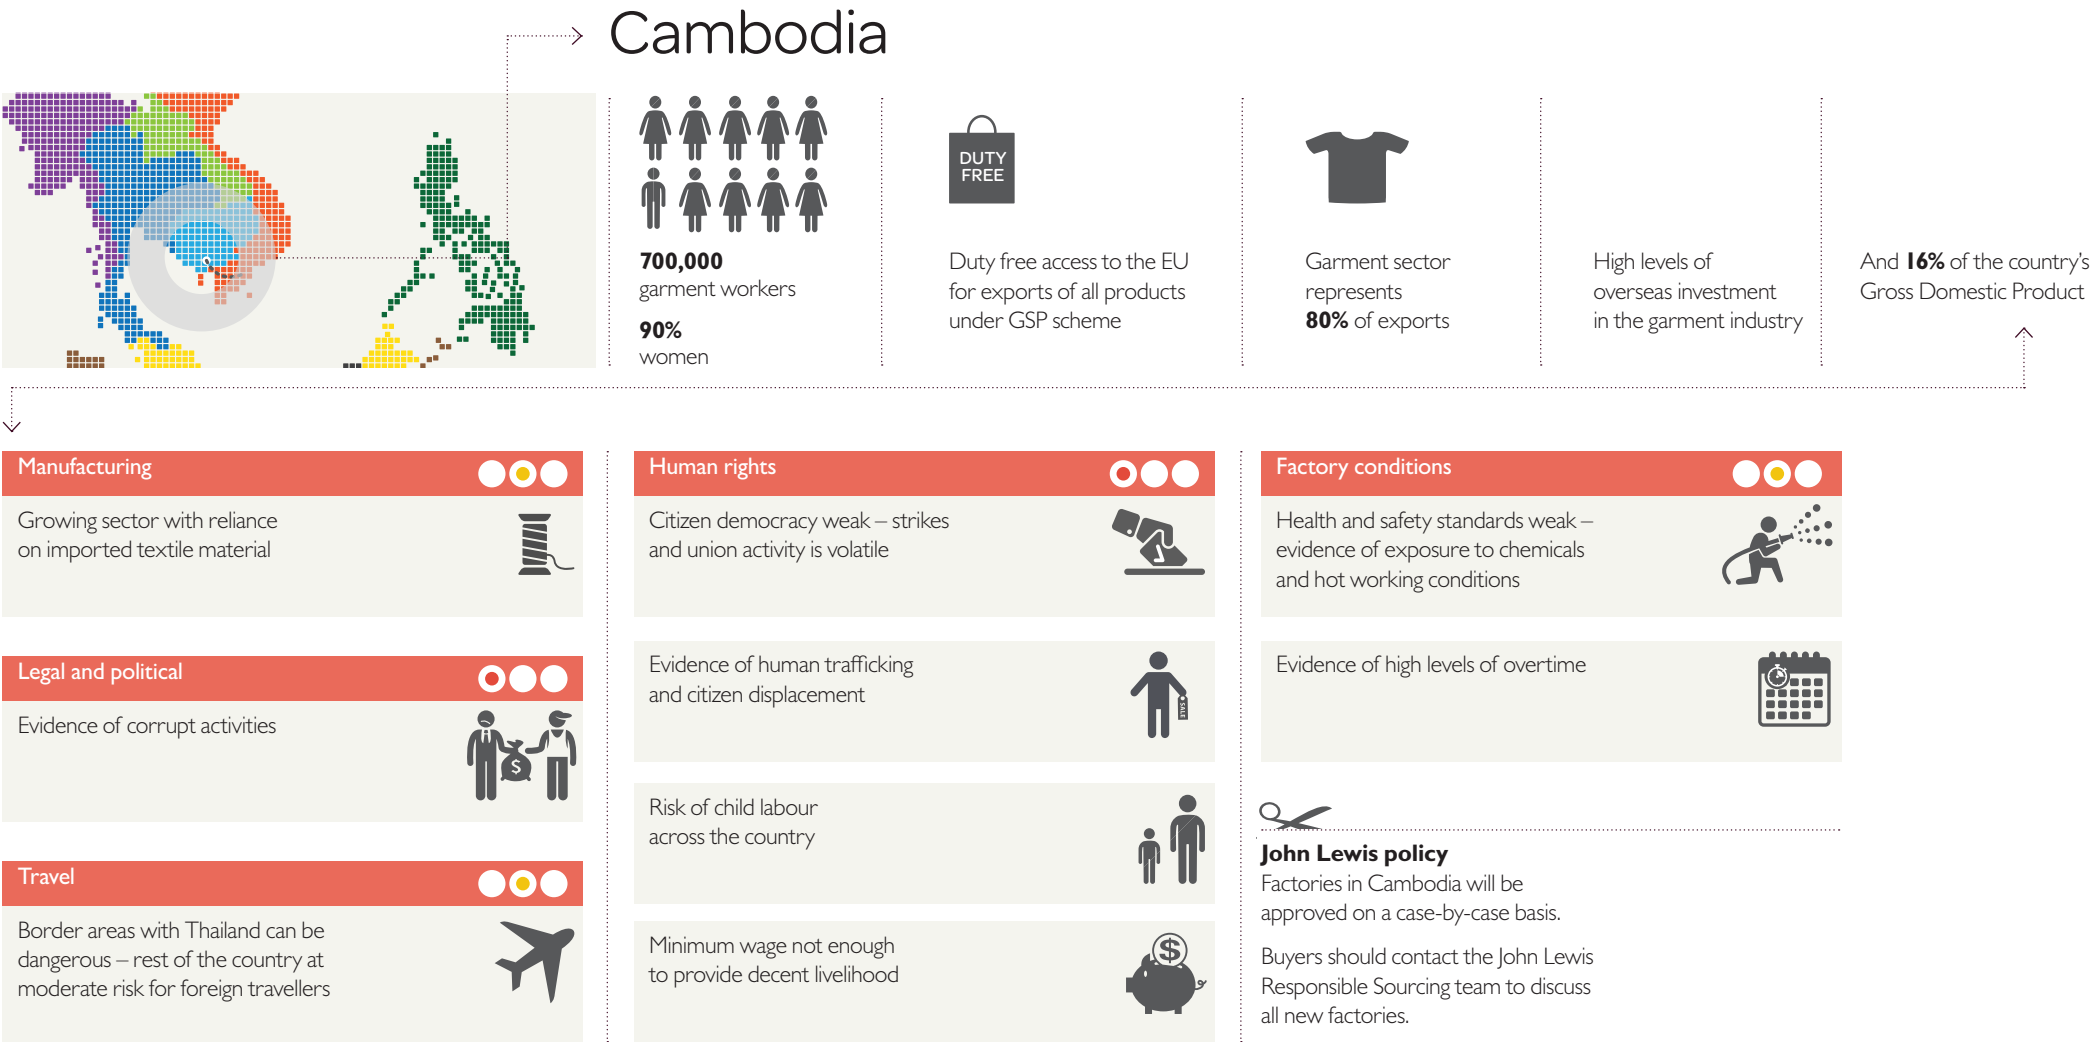 Cambodia
700,000
garment workers
90%
women
DUTY
FREE
Duty free access to the EU
for exports of all products
under GSP scheme
Garment sector
represents
80% of exports
High levels of
overseas investment
in the garment industry
And 16% of the country's
Gross Domestic Product
Manufacturing
Growing sector with reliance
on imported textile material
Legal and political
Evidence of corrupt activities
$
Travel
Border areas with Thailand can be
dangerous – rest of the country at
moderate risk for foreign travellers
Human rights
Citizen democracy weak – strikes
and union activity is volatile
Evidence of human trafficking
and citizen displacement
SALE
Risk of child labour
across the country
Minimum wage not enough
to provide decent livelihood
$
Factory conditions
Health and safety standards weak –
evidence of exposure to chemicals
and hot working conditions
Evidence of high levels of overtime
John Lewis policy
Factories in Cambodia will be
approved on a case-by-case basis.
Buyers should contact the John Lewis
Responsible Sourcing team to discuss
all new factories.